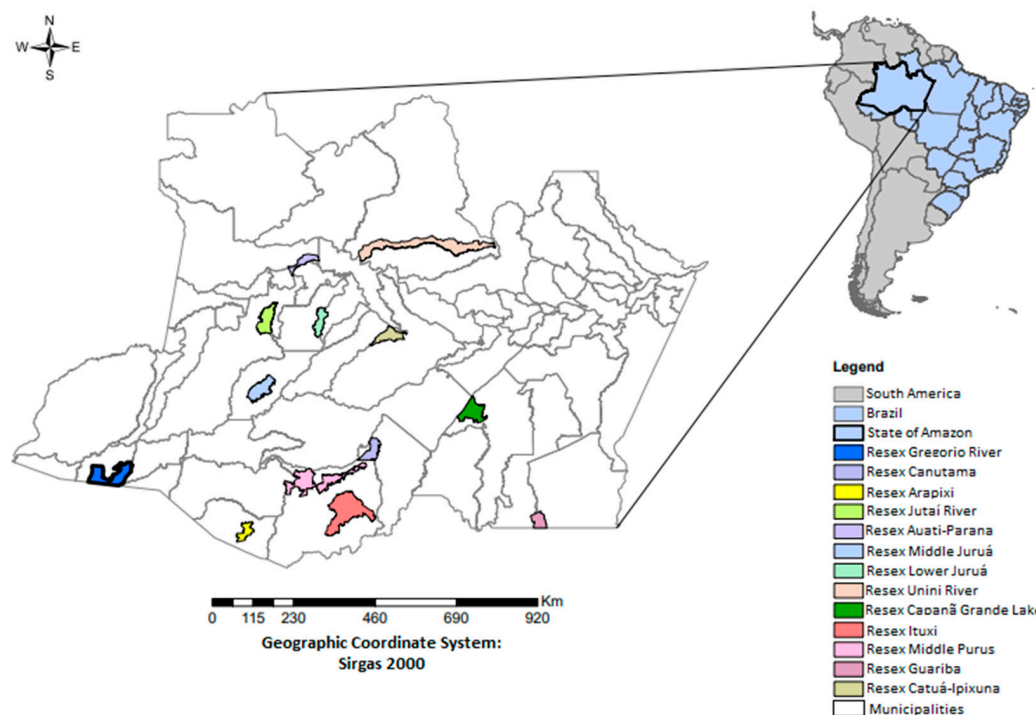 N
W E
S
Km
0 115 230 460 690 920
Geographic Coordinate System:
Sirgas 2000
Legend
South America
Brazil
State of Amazon
Resex Gregorio River
Resex Canutama
Resex Arapixi
Resex Jutaí River
Resex Auati-Parana
Resex Middle Juruá
Resex Lower Juruá
Resex Unini River
Resex Capanã Grande Lake
Resex Ituxi
Resex Middle Purus
Resex Guariba
Resex Catuá-Ipixuna
Municipalities